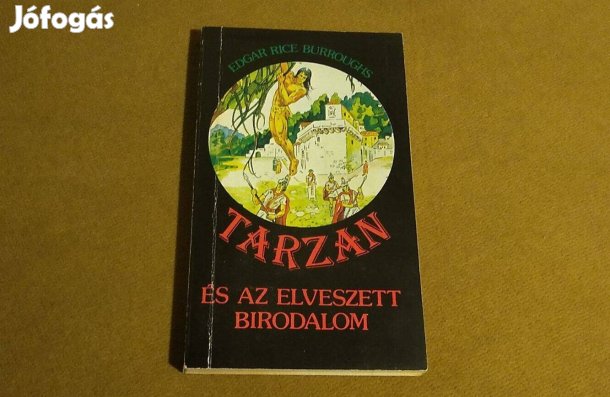 Jófogás
EDGAR RICE BURROUGHS
TARZAN
ÉS AZ ELVESZETT
BIRODALOM